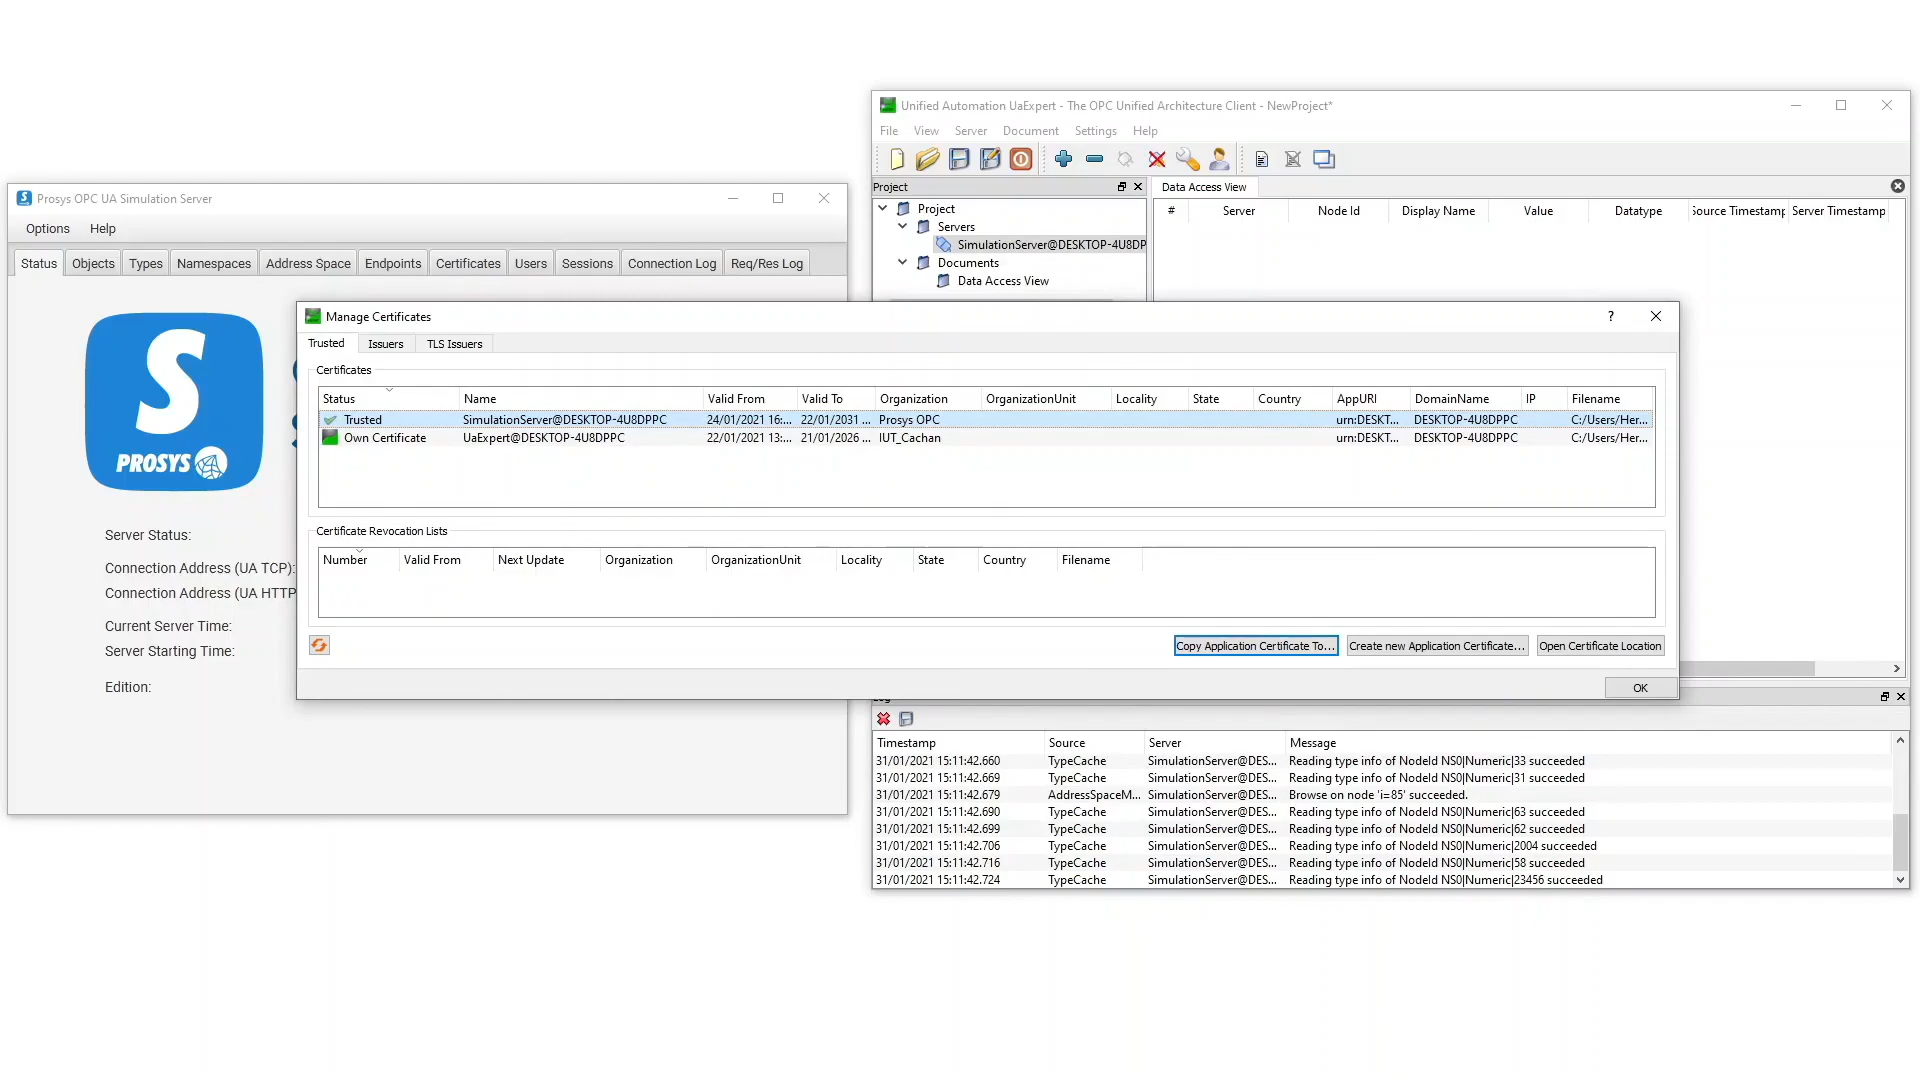 Unified Automation UaExpert - The OPC Unified Architecture Client - NewProject*
File View Server Document Settings Help
Project
Data Access View
Project
Servers
SimulationServer@DESKTOP-4U8DP
Documents
Data Access View
# Server Node Id Display Name Value Datatype Source Timestamp Server Timestamp
Prosys OPC UA Simulation Server
Options Help
Status Objects Types Namespaces Address Space Endpoints Certificates Users Sessions Connection Log Req/Res Log
S
PROSYS
Server Status:
Connection Address (UA TCP):
Connection Address (UA HTTP
Current Server Time:
Server Starting Time:
Edition:
Manage Certificates
?
Trusted Issuers TLS Issuers
Certificates
Status Name Valid From Valid To Organization OrganizationUnit Locality State Country AppURI DomainName IP Filename
Trusted SimulationServer@DESKTOP-4U8DPPC 24/01/2021 16:... 22/01/2031 ... Prosys OPC urn:DESKT... DESKTOP-4U8DPPC C:/Users/Her...
Own Certificate UaExpert@DESKTOP-4U8DPPC 22/01/2021 13:... 21/01/2026 ... IUT_Cachan urn:DESKT... DESKTOP-4U8DPPC C:/Users/Her...
Certificate Revocation Lists
Number Valid From Next Update Organization OrganizationUnit Locality State Country Filename
Copy Application Certificate To... Create new Application Certificate... Open Certificate Location
OK
Timestamp Source Server Message
31/01/2021 15:11:42.660 TypeCache SimulationServer@DES... Reading type info of NodeId NS0|Numeric|33 succeeded
31/01/2021 15:11:42.669 TypeCache SimulationServer@DES... Reading type info of NodeId NS0|Numeric|31 succeeded
31/01/2021 15:11:42.679 AddressSpaceM... SimulationServer@DES... Browse on node 'i=85' succeeded.
31/01/2021 15:11:42.690 TypeCache SimulationServer@DES... Reading type info of NodeId NS0|Numeric|63 succeeded
31/01/2021 15:11:42.699 TypeCache SimulationServer@DES... Reading type info of NodeId NS0|Numeric|62 succeeded
31/01/2021 15:11:42.706 TypeCache SimulationServer@DES... Reading type info of NodeId NS0|Numeric|2004 succeeded
31/01/2021 15:11:42.716 TypeCache SimulationServer@DES... Reading type info of NodeId NS0|Numeric|58 succeeded
31/01/2021 15:11:42.724 TypeCache SimulationServer@DES... Reading type info of NodeId NS0|Numeric|23456 succeeded